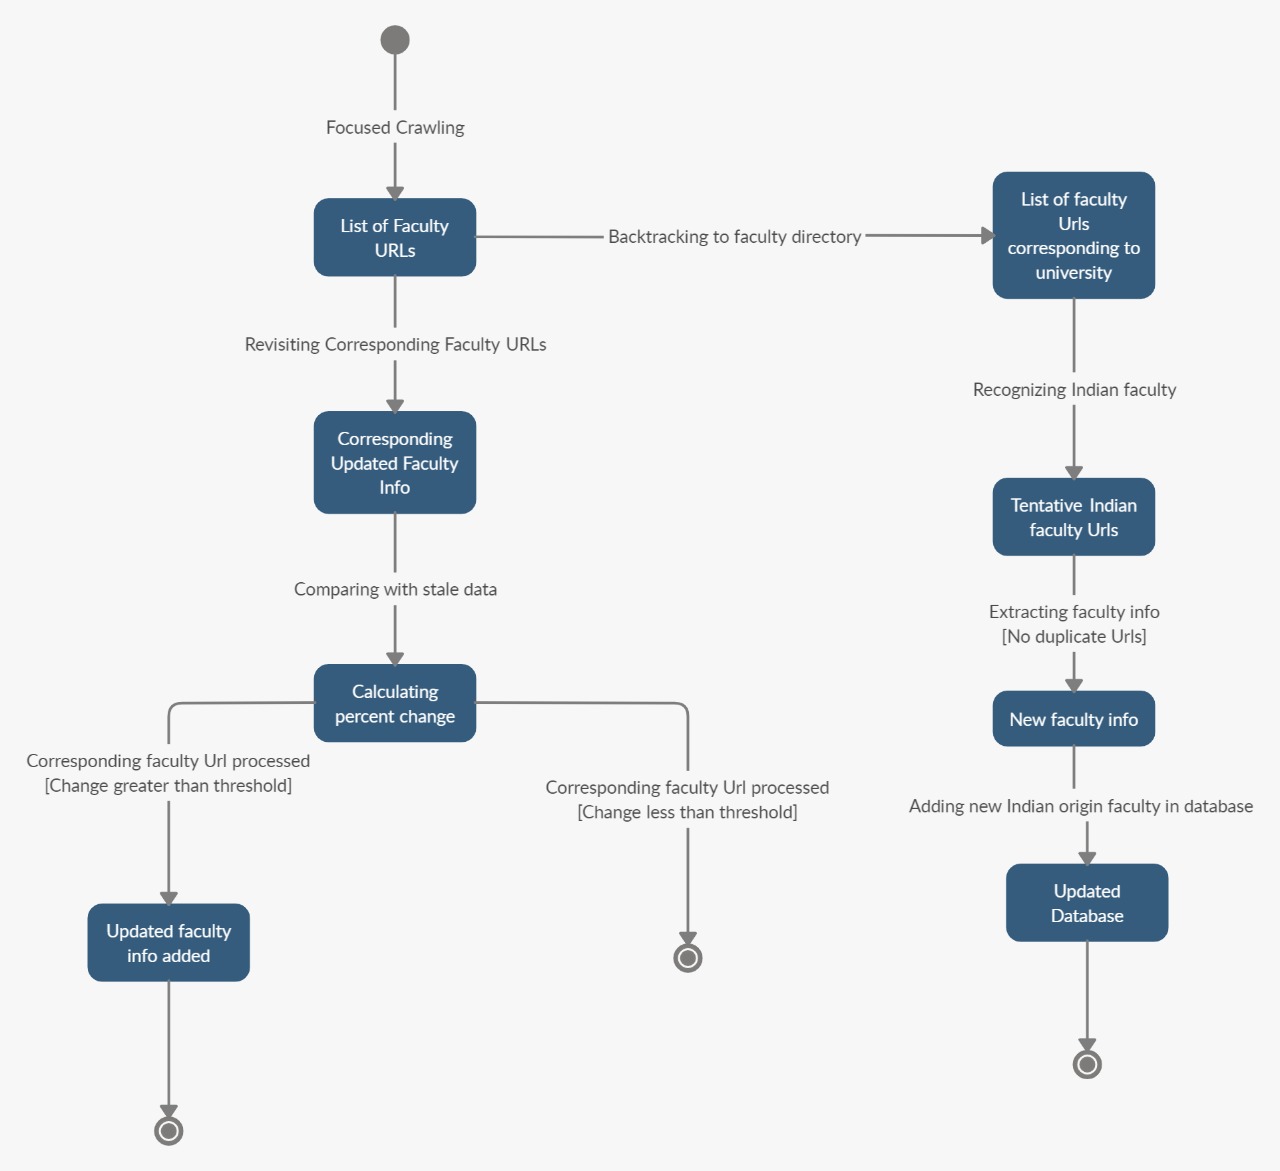 Focused Crawling
List of Faculty
URLs
Backtracking to faculty directory
List of faculty
Urls
corresponding to
university
Revisiting Corresponding Faculty URLs
Recognizing Indian faculty
Corresponding
Updated Faculty
Info
Tentative Indian
faculty Urls
Comparing with stale data
Extracting faculty info
[No duplicate Urls]
Calculating
percent change
New faculty info
Corresponding faculty Url processed
[Change greater than threshold]
Corresponding faculty Url processed
[Change less than threshold]
Adding new Indian origin faculty in database
Updated faculty
info added
Updated
Database